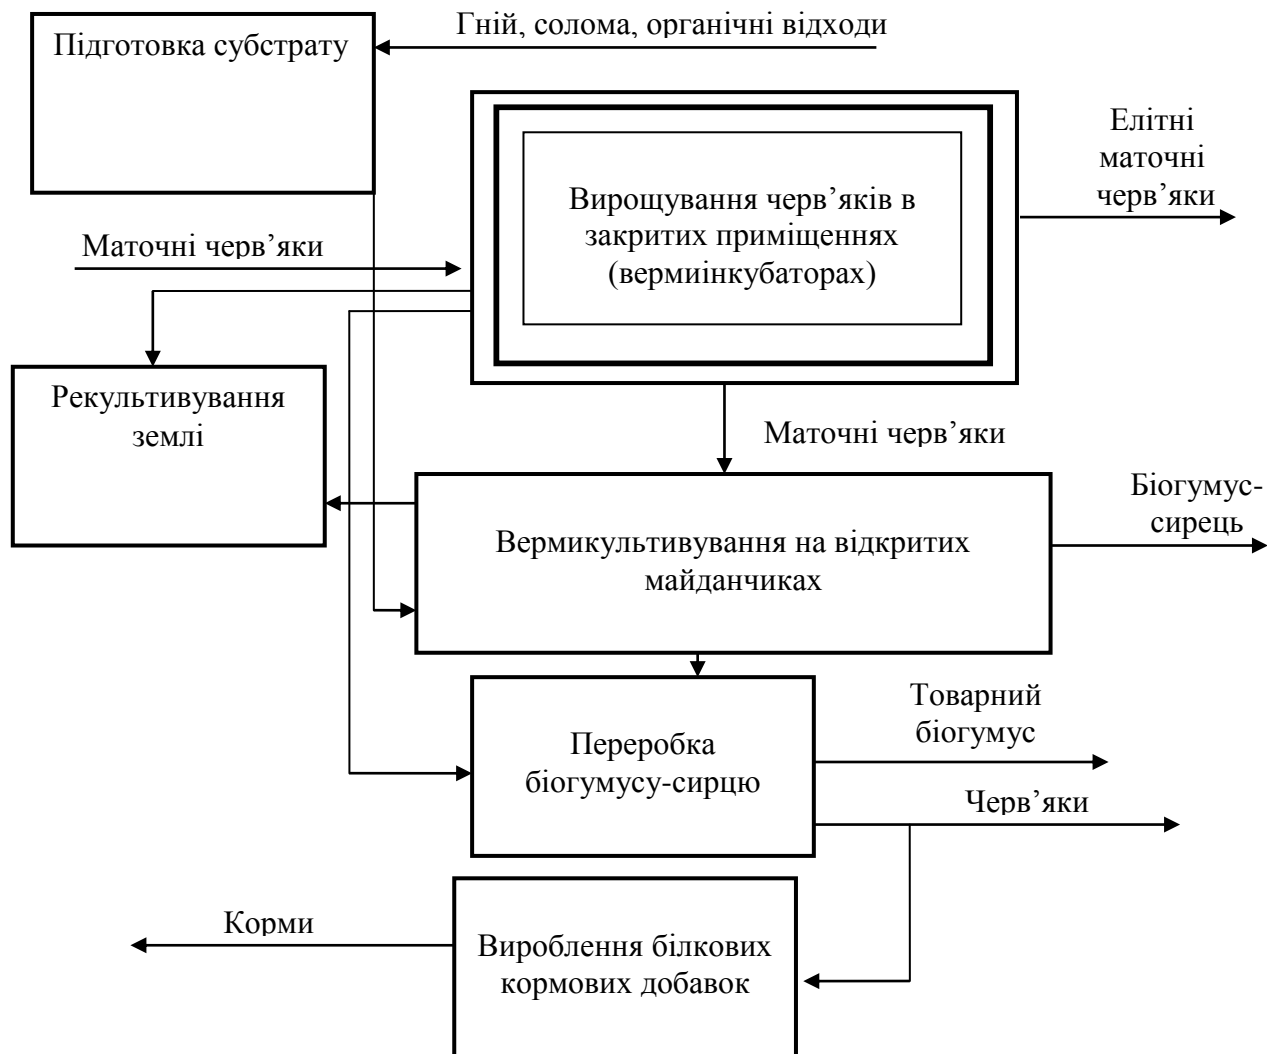 Гній, солома, органічні відходи
Підготовка субстрату
Елітні
маточні
черв’яки
Вирощування черв’яків в
закритих приміщеннях
(вермиінкубаторах)
Маточні черв’яки
Рекультивування
землі
Маточні черв’яки
Біогумус-
сирець
Вермикультивування на відкритих
майданчиках
Товарний
біогумус
Переробка
біогумусу-сирцю
Черв’яки
Корми
Вироблення білкових
кормових добавок